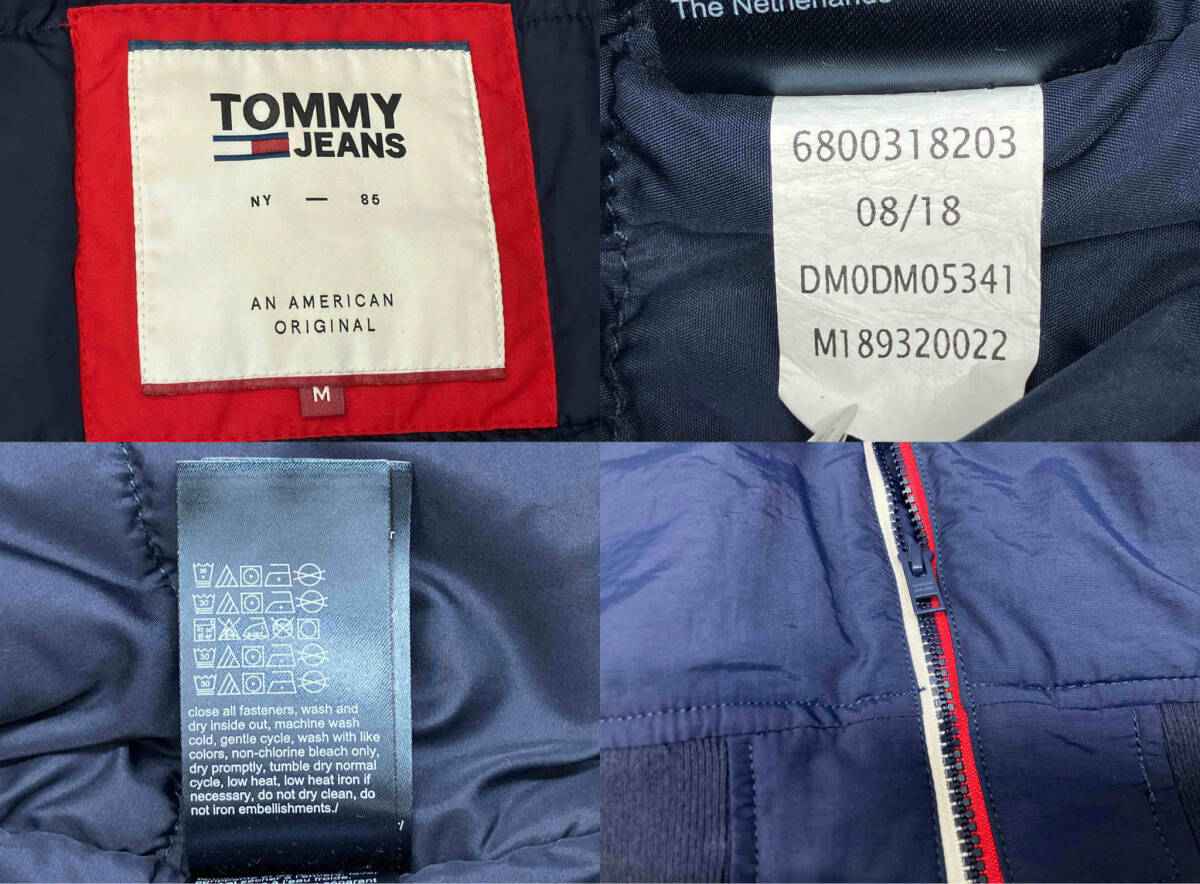 TOMMY
JEANS
NY — 85
AN AMERICAN
ORIGINAL
M
The Netherlands
6800318203
08/18
DM0DM05341
M189320022
close all fasteners, wash and
dry inside out, machine wash
cold, gentle cycle, wash with like
colors, non-chlorine bleach only,
dry promptly, tumble dry normal
cycle, low heat, low heat iron if
necessary, do not dry clean, do
not iron embellishments./